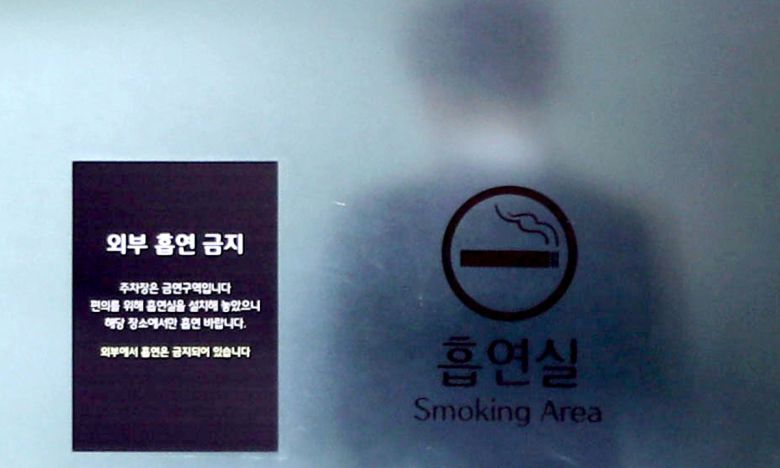 외부 흡연 금지
주차장은 금연구역입니다
편의를 위해 흡연실을 설치해 놓았으니
해당 장소에서만 흡연 바랍니다.
외부에서 흡연은 금지되어 있습니다
흡연실
Smoking Area